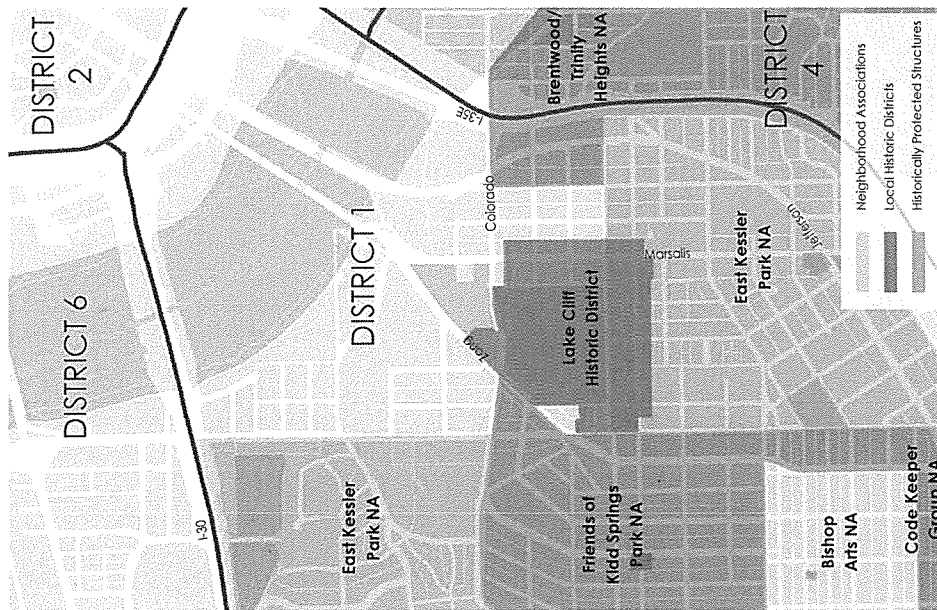 DISTRICT
2
DISTRICT 6
DISTRICT 1
DISTRICT
4
I-30
I-35E
Colorado
Zang
Marsalis
Jefferson
Brentwood/
Trinity
Heights NA
Lake Cliff
Historic District
East Kessler
Park NA
East Kessler
Park NA
Friends of
Kidd Springs
Park NA
Bishop
Arts NA
Code Keeper
Group NA
Neighborhood Associations
Local Historic Districts
Historically Protected Structures